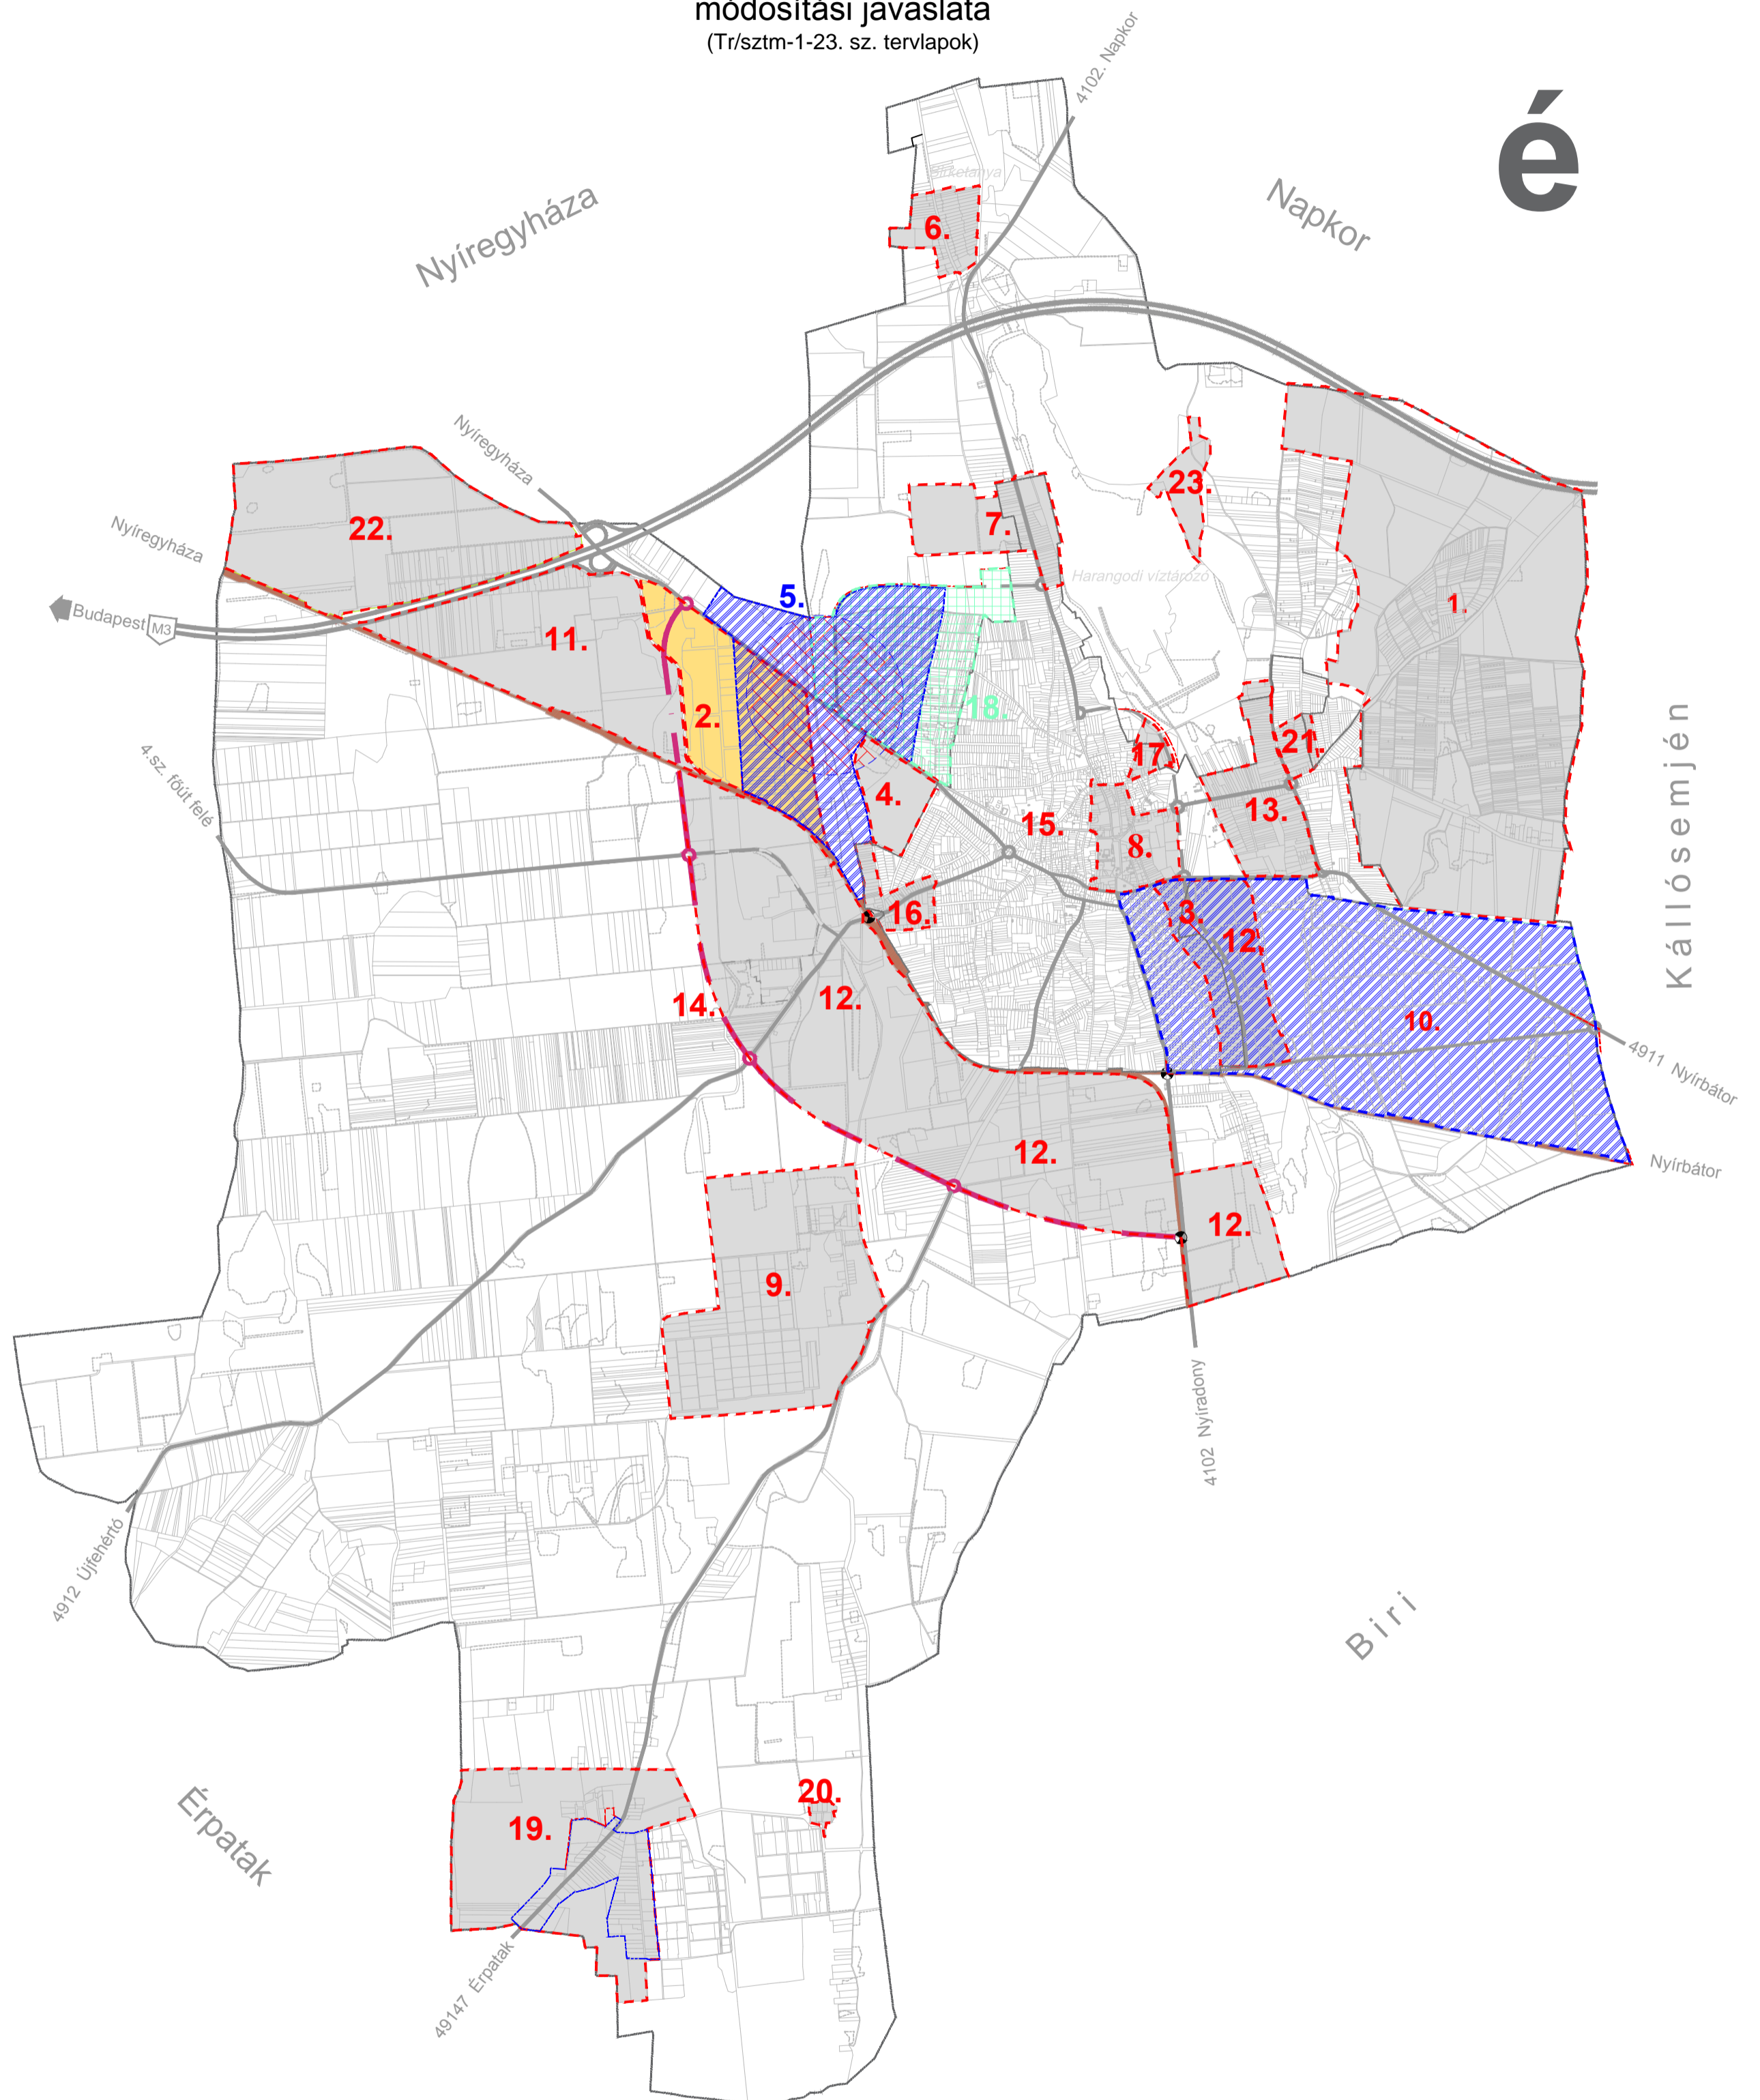 módosítási javaslata
(Tr/sztm-1-23. sz. tervlapok)
4102. Napkor
é
Nyíregyháza
Napkor
Birketanya
6.
Nyíregyháza
22.
Nyíregyháza
7.
23.
Harangodi víztározó
Budapest
M3
5.
1.
11.
2.
18.
4.sz. főút felé
17.
21.
4.
15.
13.
8.
Kállósemjén
16.
3.
12.
14.
12.
10.
4911 Nyírbátor
12.
Nyírbátor
12.
9.
4102 Nyíradony
4912 Újfehértó
Biri
Érpatak
20.
19.
49147 Érpatak